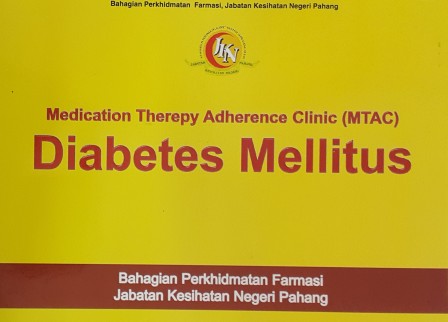 Bahagian Perkhidmatan Farmasi, Jabatan Kesihatan Negeri Pahang
JKN
Medication Therepy Adherence Clinic (MTAC)
Diabetes Mellitus
Bahagian Perkhidmatan Farmasi
Jabatan Kesihatan Negeri Pahang